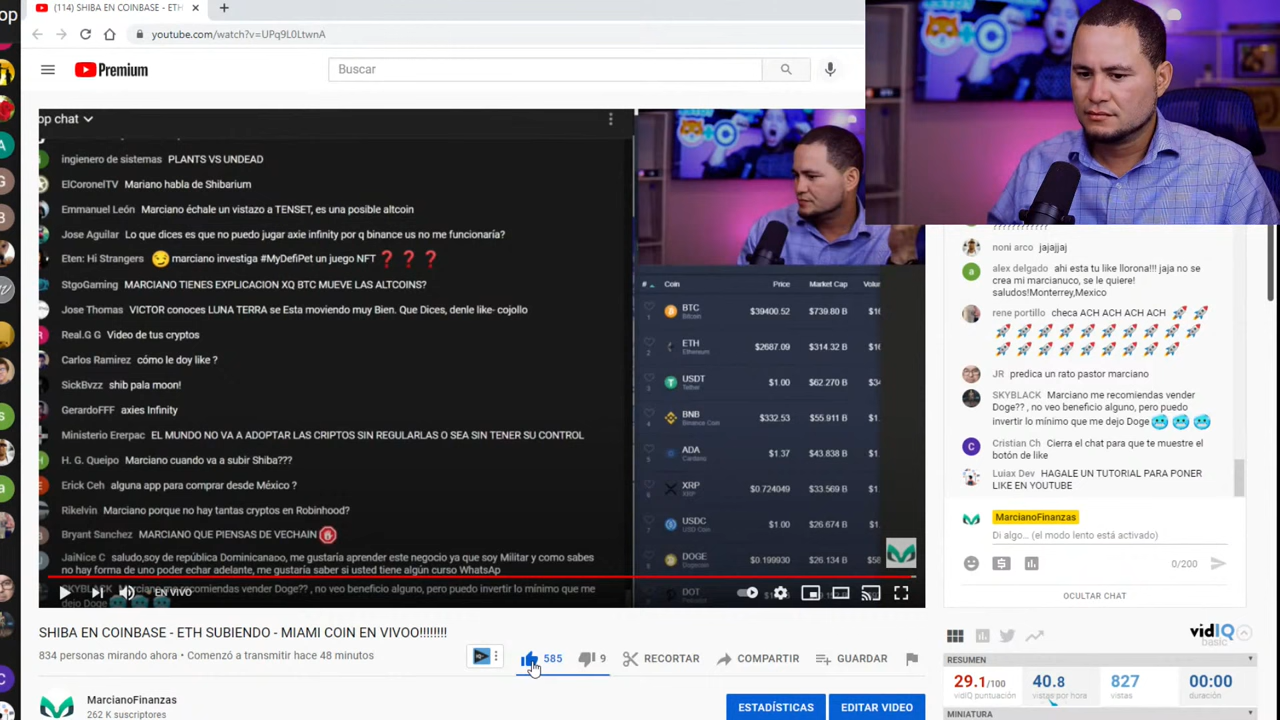 op
(114) SHIBA EN COINBASE - ETH
youtube.com/watch?v=UPq9L0LtwnA
Premium
Buscar
op chat
ingienero de sistemas PLANTS VS UNDEAD
ElCoronelTV Mariano habla de Shibarium
Emmanuel León Marciano échale un vistazo a TENSET, es una posible altcoin
Jose Aguilar Lo que dices es que no puedo jugar axie infinity por q binance us no me funcionaría?
Eten: Hi Strangers 😏 marciano investiga #MyDefiPet un juego NFT ❓ ❓ ❓
StgoGaming MARCIANO TIENES EXPLICACION XQ BTC MUEVE LAS ALTCOINS?
Jose Thomas VICTOR conoces LUNA TERRA se Esta moviendo muy Bien. Que Dices, denle like- cojollo
Real.G G Video de tus cryptos
Carlos Ramirez cómo le doy like ?
SickBvzz shib pala moon!
GerardoFFF axies Infinity
Ministerio Ererpac EL MUNDO NO VA A ADOPTAR LAS CRIPTOS SIN REGULARLAS O SEA SIN TENER SU CONTROL
H. G. Queipo Marciano cuando va a subir Shiba???
Erick Ceh alguna app para comprar desde Mexico ?
Rikelvin Marciano porque no hay tantas cryptos en Robinhood?
Bryant Sanchez MARCIANO QUE PIENSAS DE VECHAIN
JaiNice C saludo,soy de república Dominicanaoo, me gustaría aprender este negocio ya que soy Militar y como sabes
no hay forma de uno poder echar adelante, me gustaría saber si usted tiene algún curso WhatsAp
SKYBLACK Marciano me recomiendas vender Doge?? , no veo beneficio alguno, pero puedo invertir lo mínimo que me
dejo Doge
EN VIVO
# Coin Price Market Cap Volu
1 BTC Bitcoin $39400.52 $739.80 B $1
ETH Ethereum $2687.09 $314.32 B $1
USDT Tether $1.00 $62.270 B $3
BNB Binance Coin $332.53 $55.911 B $1.
ADA Cardano $1.37 $43.838 B $1.
XRP $0.724049 $33.569 B $1.
USDC USD Coin $1.00 $26.674 B $1.
DOGE Dogecoin $0.199930 $26.134 B
DOT
noni arco jajajjaj
alex delgado ahi esta tu like llorona!!! jaja no se
crea mi marcianuco, se le quiere!
saludos!Monterrey,Mexico
rene portillo checa ACH ACH ACH ACH 🚀 🚀
🚀 🚀 🚀 🚀 🚀 🚀 🚀 🚀 🚀 🚀
🚀 🚀 🚀 🚀 🚀 🚀 🚀 🚀 🚀
JR predica un rato pastor marciano
SKYBLACK Marciano me recomiendas vender
Doge?? , no veo beneficio alguno, pero puedo
invertir lo mínimo que me dejo Doge 🥶 🥶 🥶
Cristian Ch Cierra el chat para que te muestre el
botón de like
Luiax Dev HAGALE UN TUTORIAL PARA PONER
LIKE EN YOUTUBE
MarcianoFinanzas
Di algo... (el modo lento está activado)
0/200
OCULTAR CHAT
SHIBA EN COINBASE - ETH SUBIENDO - MIAMI COIN EN VIVOO!!!!!!!!
834 personas mirando ahora • Comenzó a transmitir hace 48 minutos
585 9 RECORTAR COMPARTIR GUARDAR
MarcianoFinanzas
262 K suscriptores
ESTADÍSTICAS EDITAR VIDEO
vidIQ basic
RESUMEN
29.1/100 40.8 827 00:00
vidIQ puntuación vistas por hora vistas duración
MINIATURA